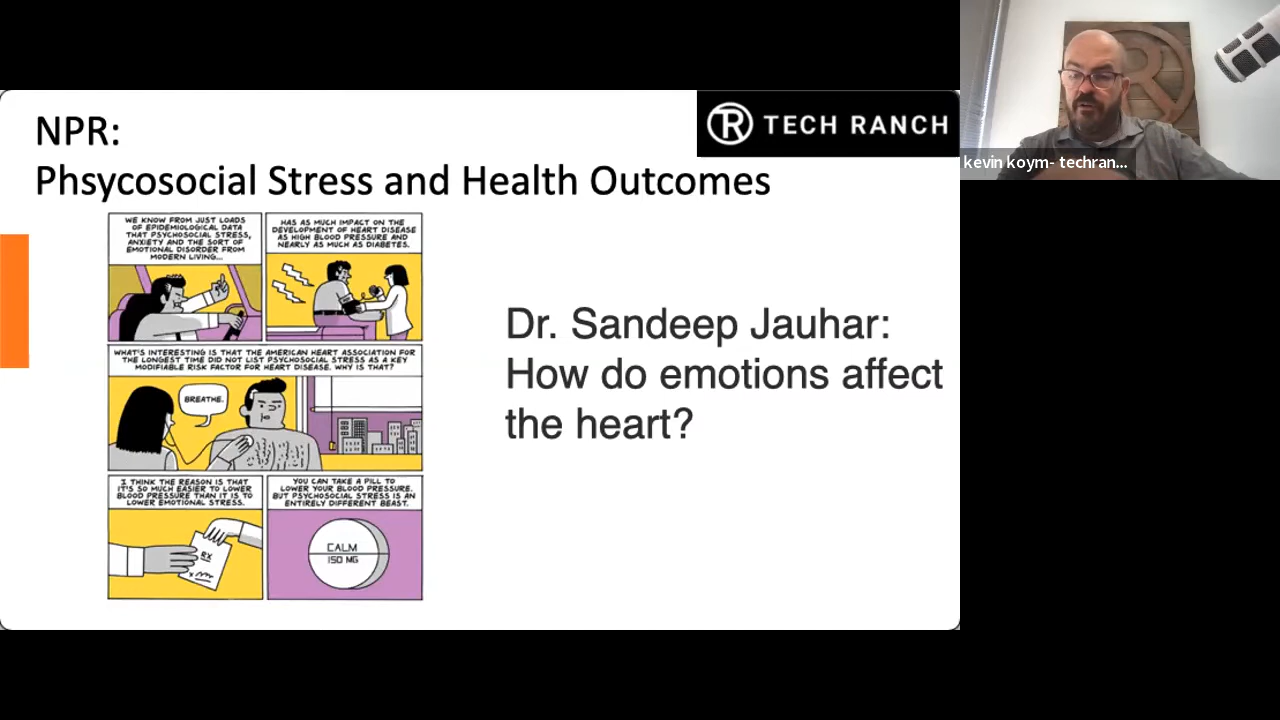 NPR:
Phsycosocial Stress and Health Outcomes
TR TECH RANCH
kevin koym- techran...
WE KNOW FROM JUST LOADS
OF EPIDEMIOLOGICAL DATA
THAT PSYCHOSOCIAL STRESS,
ANXIETY AND THE SORT OF
EMOTIONAL DISORDER FROM
MODERN LIVING...
HAS AS MUCH IMPACT ON THE
DEVELOPMENT OF HEART DISEASE
AS HIGH BLOOD PRESSURE AND
NEARLY AS MUCH AS DIABETES.
WHAT'S INTERESTING IS THAT THE AMERICAN HEART ASSOCIATION FOR
THE LONGEST TIME DID NOT LIST PSYCHOSOCIAL STRESS AS A KEY
MODIFIABLE RISK FACTOR FOR HEART DISEASE. WHY IS THAT?
BREATHE.
I THINK THE REASON IS THAT
IT'S SO MUCH EASIER TO LOWER
BLOOD PRESSURE THAN IT IS TO
LOWER EMOTIONAL STRESS.
RX
YOU CAN TAKE A PILL TO
LOWER YOUR BLOOD PRESSURE.
BUT PSYCHOSOCIAL STRESS IS AN
ENTIRELY DIFFERENT BEAST.
CALM
150 MG
Dr. Sandeep Jauhar:
How do emotions affect
the heart?